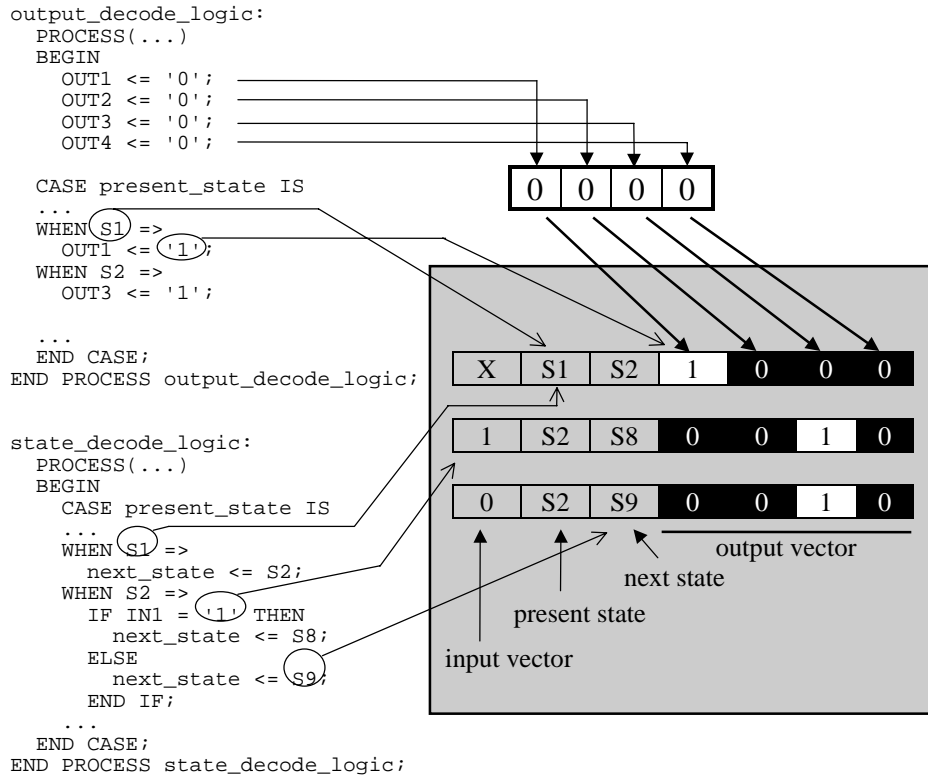 output_decode_logic:
PROCESS(...)
BEGIN
OUT1 <= '0';
OUT2 <= '0';
OUT3 <= '0';
OUT4 <= '0';
0 0 0 0
CASE present_state IS
...
WHEN S1 =>
OUT1 <= '1';
WHEN S2 =>
OUT3 <= '1';
...
END CASE;
END PROCESS output_decode_logic;
state_decode_logic:
PROCESS(...)
BEGIN
CASE present_state IS
...
WHEN S1 =>
next_state <= S2;
WHEN S2 =>
IF IN1 = '1' THEN
next_state <= S8;
ELSE
next_state <= S9;
END IF;
...
END CASE;
END PROCESS state_decode_logic;
X S1 S2 1 0 0 0
1 S2 S8 0 0 1 0
0 S2 S9 0 0 1 0
output vector
next state
present state
input vector